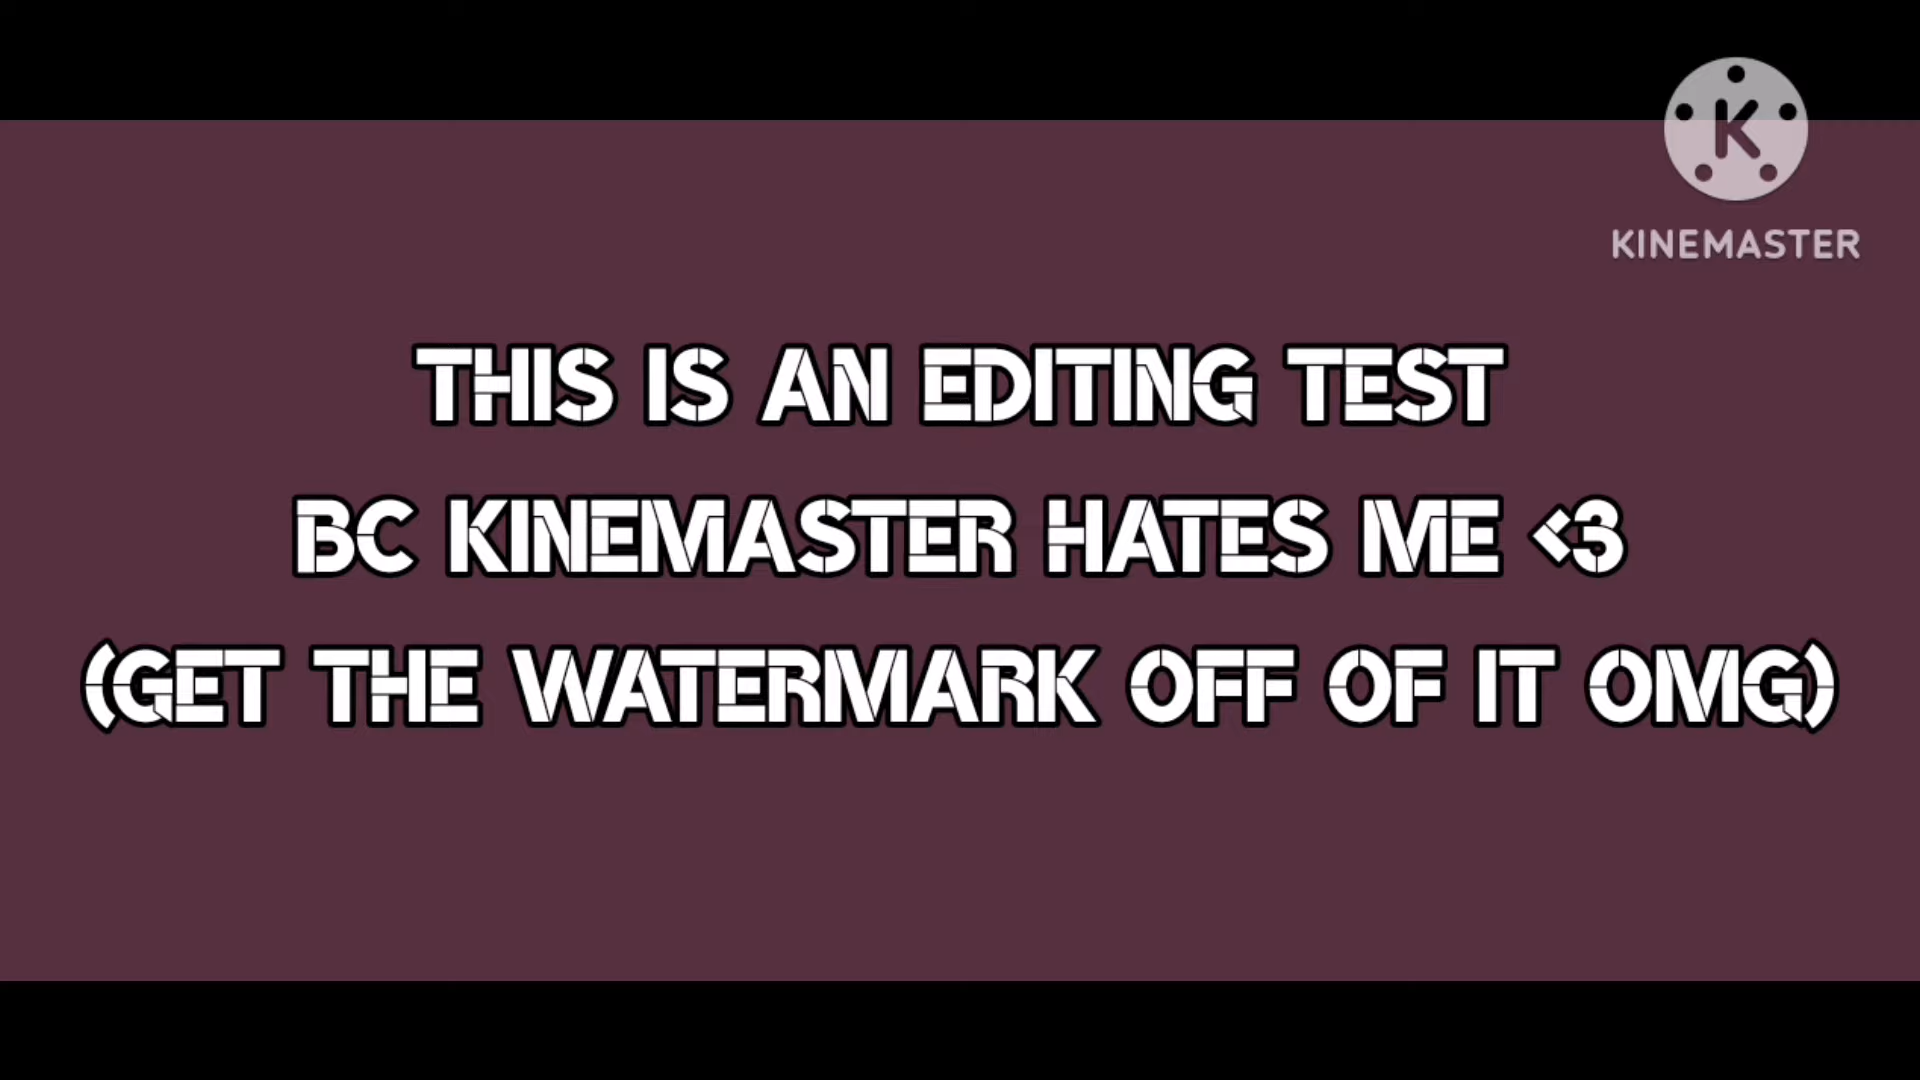 K
KINEMASTER
THIS IS AN EDITING TEST
BC KINEMASTER HATES ME <3
(GET THE WATERMARK OFF OF IT OMG)